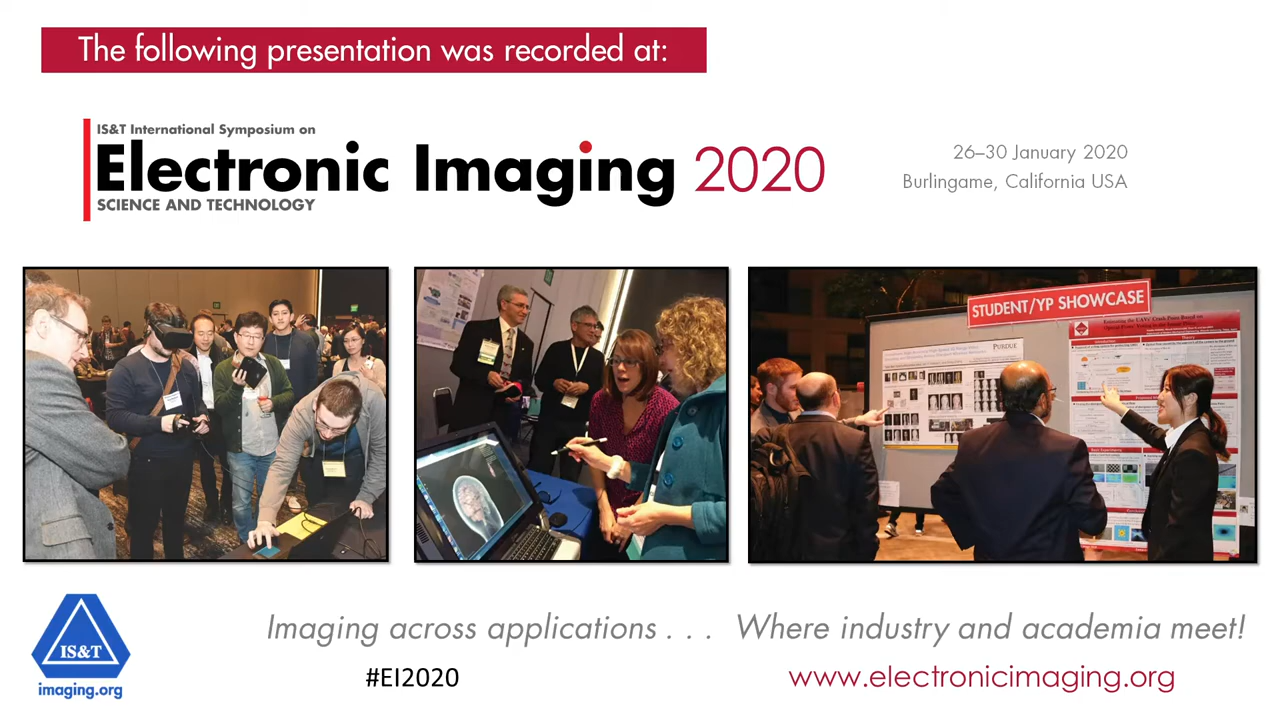 The following presentation was recorded at:
IS&T International Symposium on
Electronic Imaging 2020
SCIENCE AND TECHNOLOGY
26–30 January 2020
Burlingame, California USA
STUDENT/YP SHOWCASE
PURDUE
Imaging across applications . . . Where industry and academia meet!
IS&T
imaging.org
#EI2020
www.electronicimaging.org